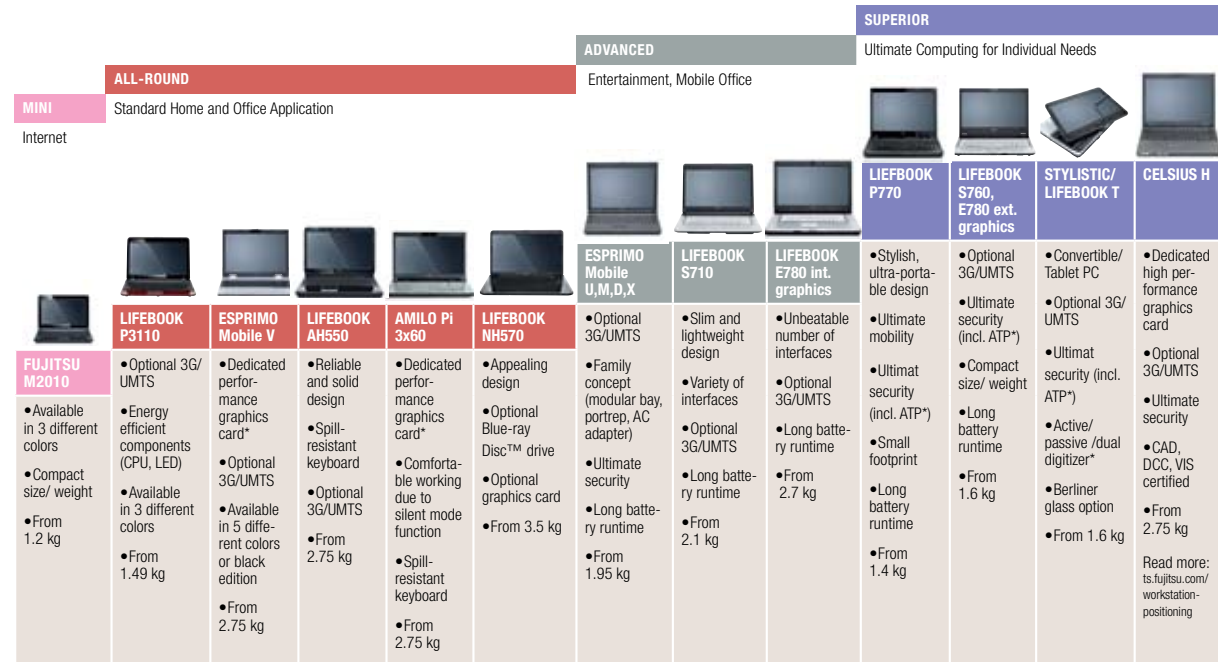 SUPERIOR
Ultimate Computing for Individual Needs
ADVANCED
Entertainment, Mobile Office
ALL-ROUND
Standard Home and Office Application
MINI
Internet
FUJITSU
M2010
•Available
in 3 different
colors
•Compact
size/ weight
•From
1.2 kg
LIFEBOOK
P3110
•Optional 3G/
UMTS
•Energy
efficient
components
(CPU, LED)
•Available
in 3 different
colors
•From
1.49 kg
ESPRIMO
Mobile V
•Dedicated
perfor-
mance
graphics
card*
•Optional
3G/UMTS
•Available
in 5 diffe-
rent colors
or black
edition
•From
2.75 kg
LIFEBOOK
AH550
•Reliable
and solid
design
•Spill-
resistant
keyboard
•Optional
3G/UMTS
•From
2.75 kg
AMILO Pi
3x60
•Dedicated
perfor-
mance
graphics
card*
•Comforta-
ble working
due to
silent mode
function
•Spill-
resistant
keyboard
•From
2.75 kg
LIFEBOOK
NH570
•Appealing
design
•Optional
Blue-ray
Disc™ drive
•Optional
graphics card
•From 3.5 kg
ESPRIMO
Mobile
U,M,D,X
•Optional
3G/UMTS
•Family
concept
(modular bay,
portrep, AC
adapter)
•Ultimate
security
•Long batte-
ry runtime
•From
1.95 kg
LIFEBOOK
S710
•Slim and
lightweight
design
•Variety of
interfaces
•Optional
3G/UMTS
•Long batte-
ry runtime
•From
2.1 kg
LIFEBOOK
E780 int.
graphics
•Unbeatable
number of
interfaces
•Optional
3G/UMTS
•Long batte-
ry runtime
•From
2.7 kg
LIEFBOOK
P770
•Stylish,
ultra-porta-
ble design
•Ultimate
mobility
•Ultimat
security
(incl. ATP*)
•Small
footprint
•Long
battery
runtime
•From
1.4 kg
LIFEBOOK
S760,
E780 ext.
graphics
•Optional
3G/UMTS
•Ultimate
security
(incl. ATP*)
•Compact
size/ weight
•Long
battery
runtime
•From
1.6 kg
STYLISTIC/
LIFEBOOK T
•Convertible/
Tablet PC
•Optional 3G/
UMTS
•Ultimat
security (incl.
ATP*)
•Active/
passive /dual
digitizer*
•Berliner
glass option
•From 1.6 kg
CELSIUS H
•Dedicated
high per-
formance
graphics
card
•Optional
3G/UMTS
•Ultimate
security
•CAD,
DCC, VIS
certified
•From
2.75 kg
Read more:
ts.fujitsu.com/
workstation-
positioning